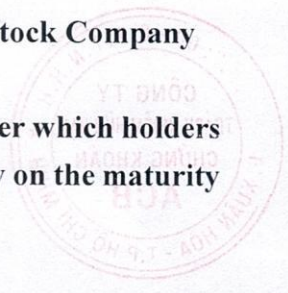 tock Company
er which holders
y on the maturity
CÔNG TY
CHỨNG KHOÁN
ACB